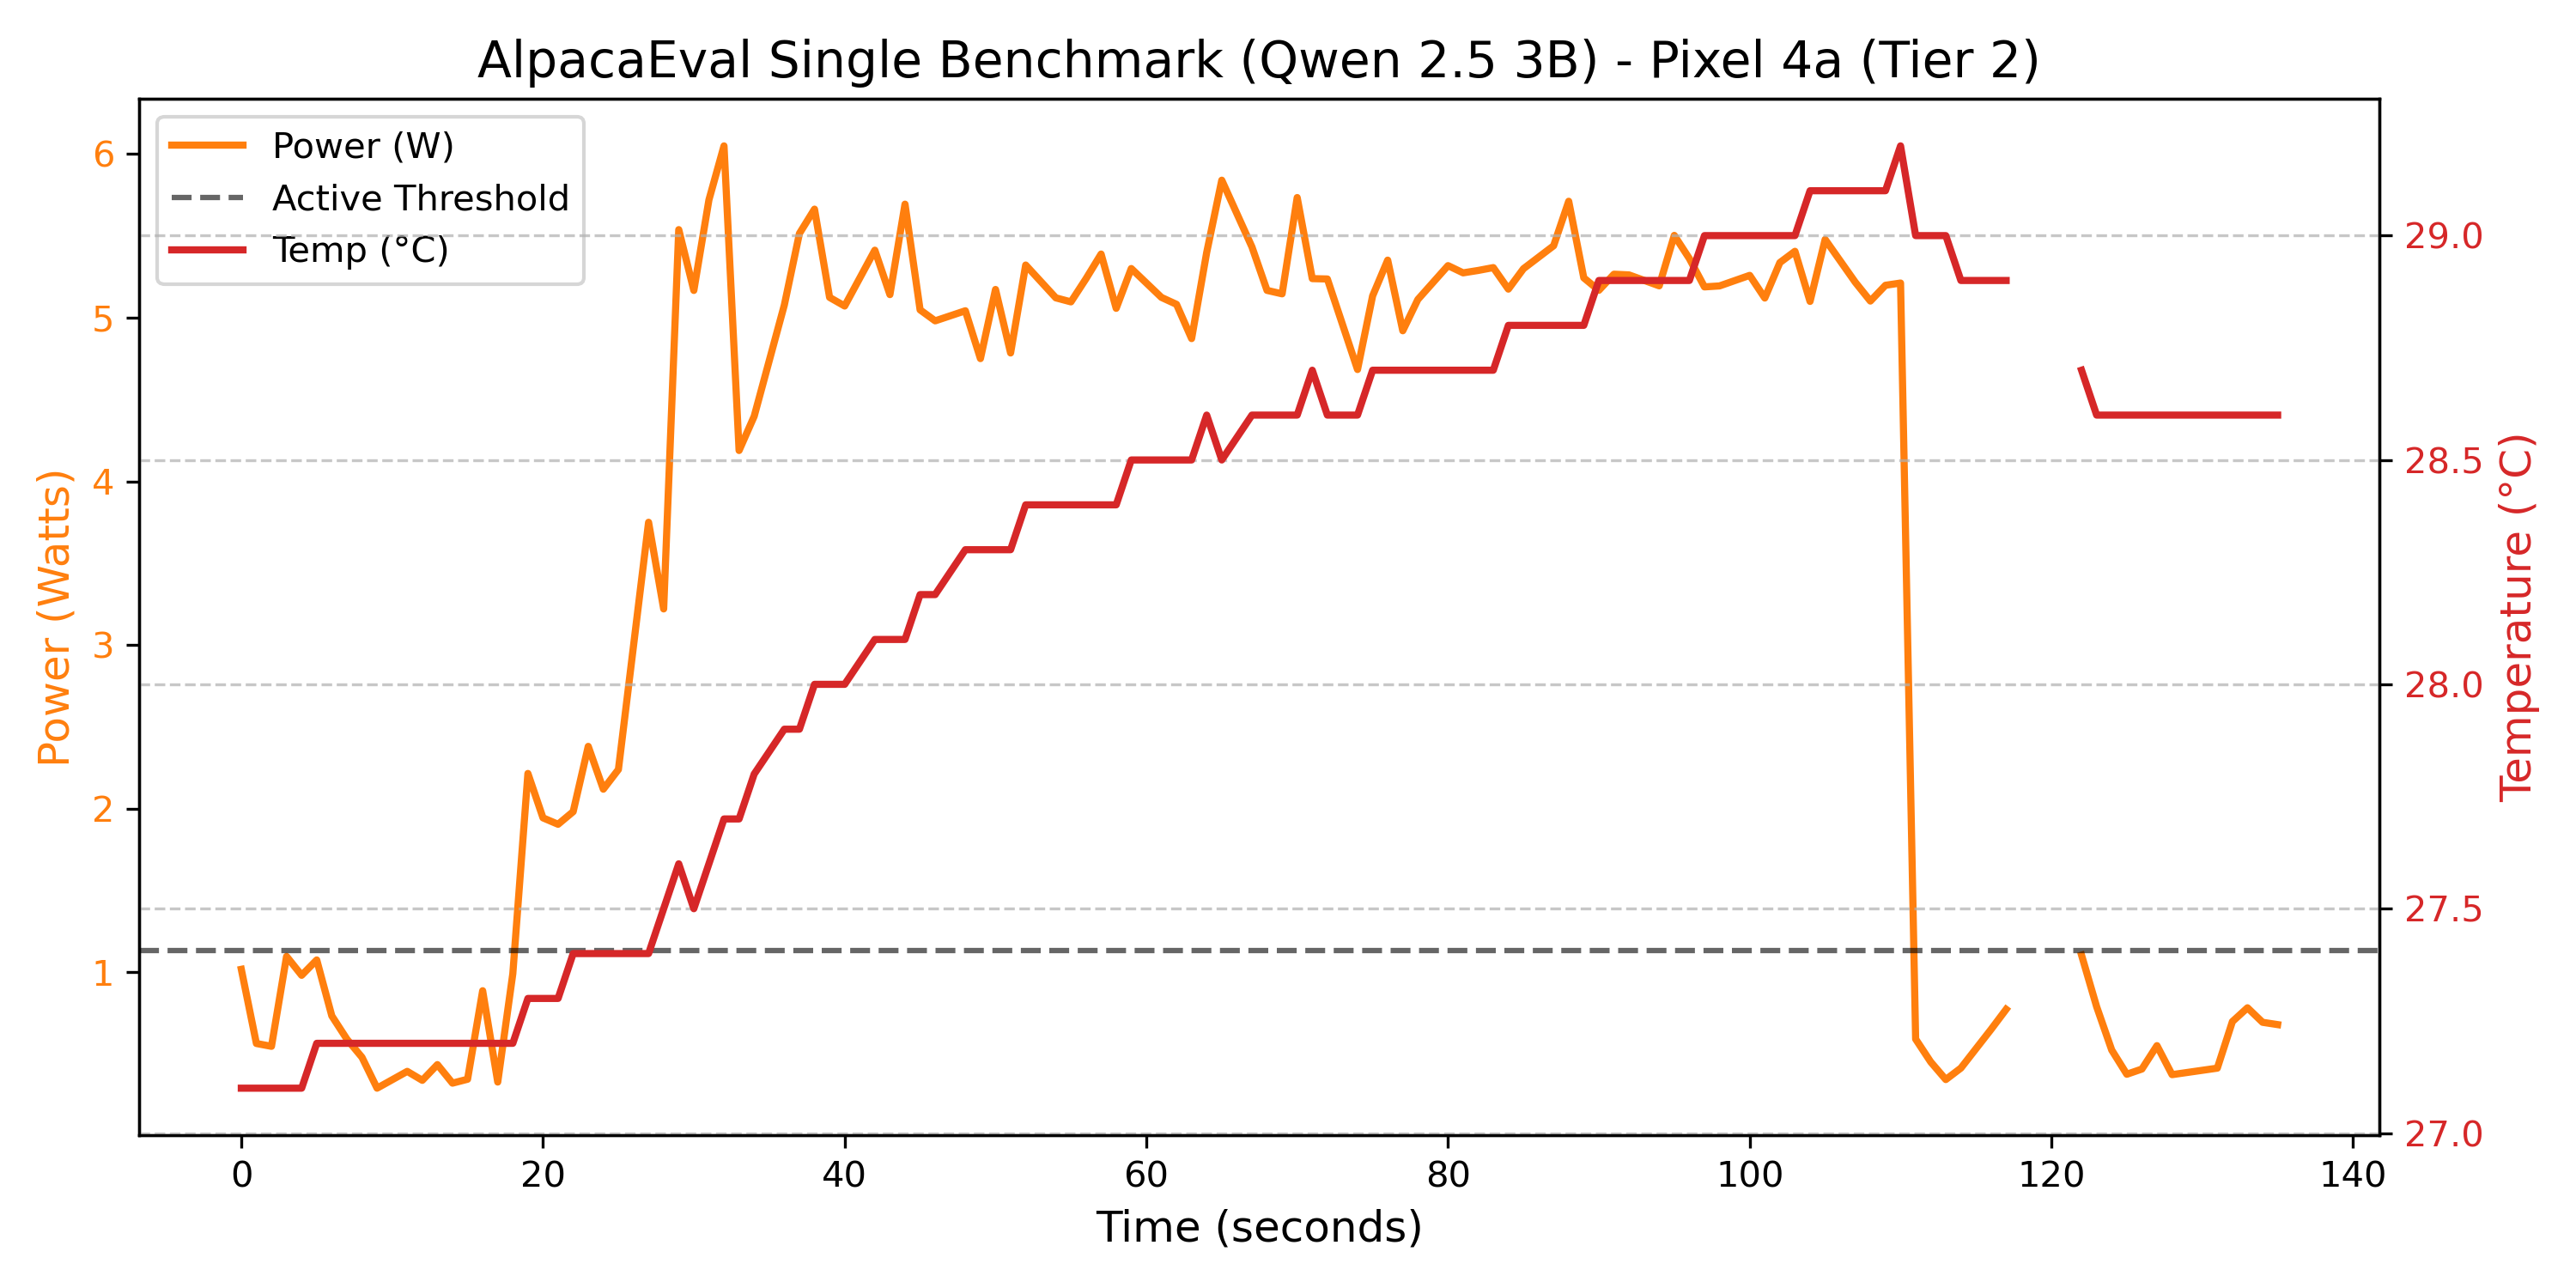 AlpacaEval Single Benchmark (Qwen 2.5 3B) - Pixel 4a (Tier 2)
Power (W)
Active Threshold
Temp (°C)
Power (Watts)
6
5
4
3
2
1
29.0
28.5
28.0
27.5
27.0
Temperature (°C)
0 20 40 60 80 100 120 140
Time (seconds)